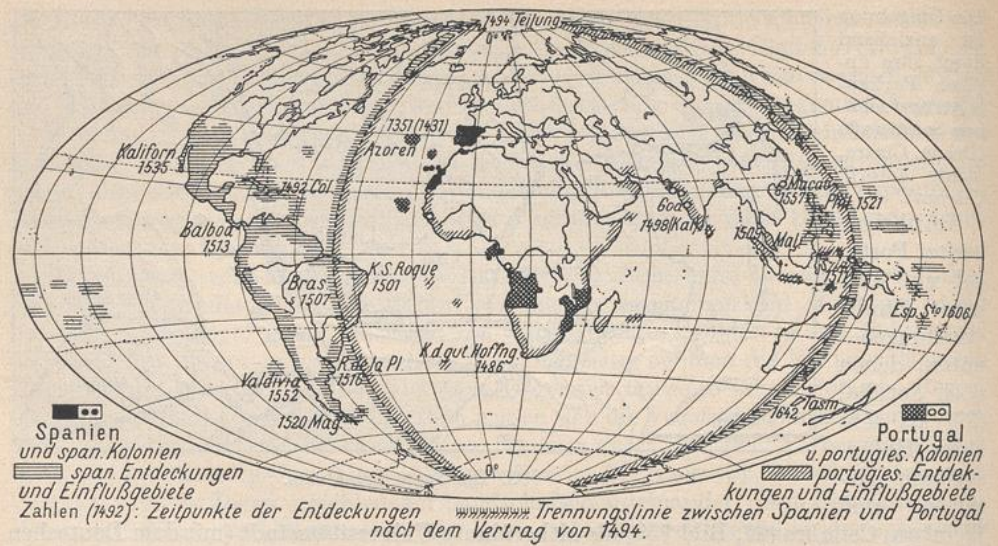 1494 Teilung
1351 (1431)
Azoren
Kaliforn.
1535
1492 Col.
Balboa
1513
Macao
1557
Phil. 1521
Goa
1498 (Kal.)
Mal.
K.S. Roque
1501
Bras
1507
Esp. Sto 1606
K.d.gut.Hoffng.
1486
R. de la Pl.
1516
Valdivia
1552
1520 Mag.
Tasm.
1642
0°
Spanien
und span. Kolonien
span. Entdeckungen
und Einflußgebiete
Portugal
u. portugies. Kolonien
portugies. Entdek-
kungen und Einflußgebiete
Zahlen (1492): Zeitpunkte der Entdeckungen Trennungslinie zwischen Spanien und Portugal
nach dem Vertrag von 1494.